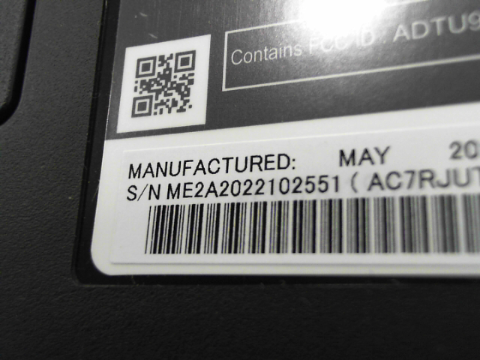 Contains FCC ID ADTU9
MANUFACTURED: MAY 20
S/N ME2A2022102551 ( AC7RJUT